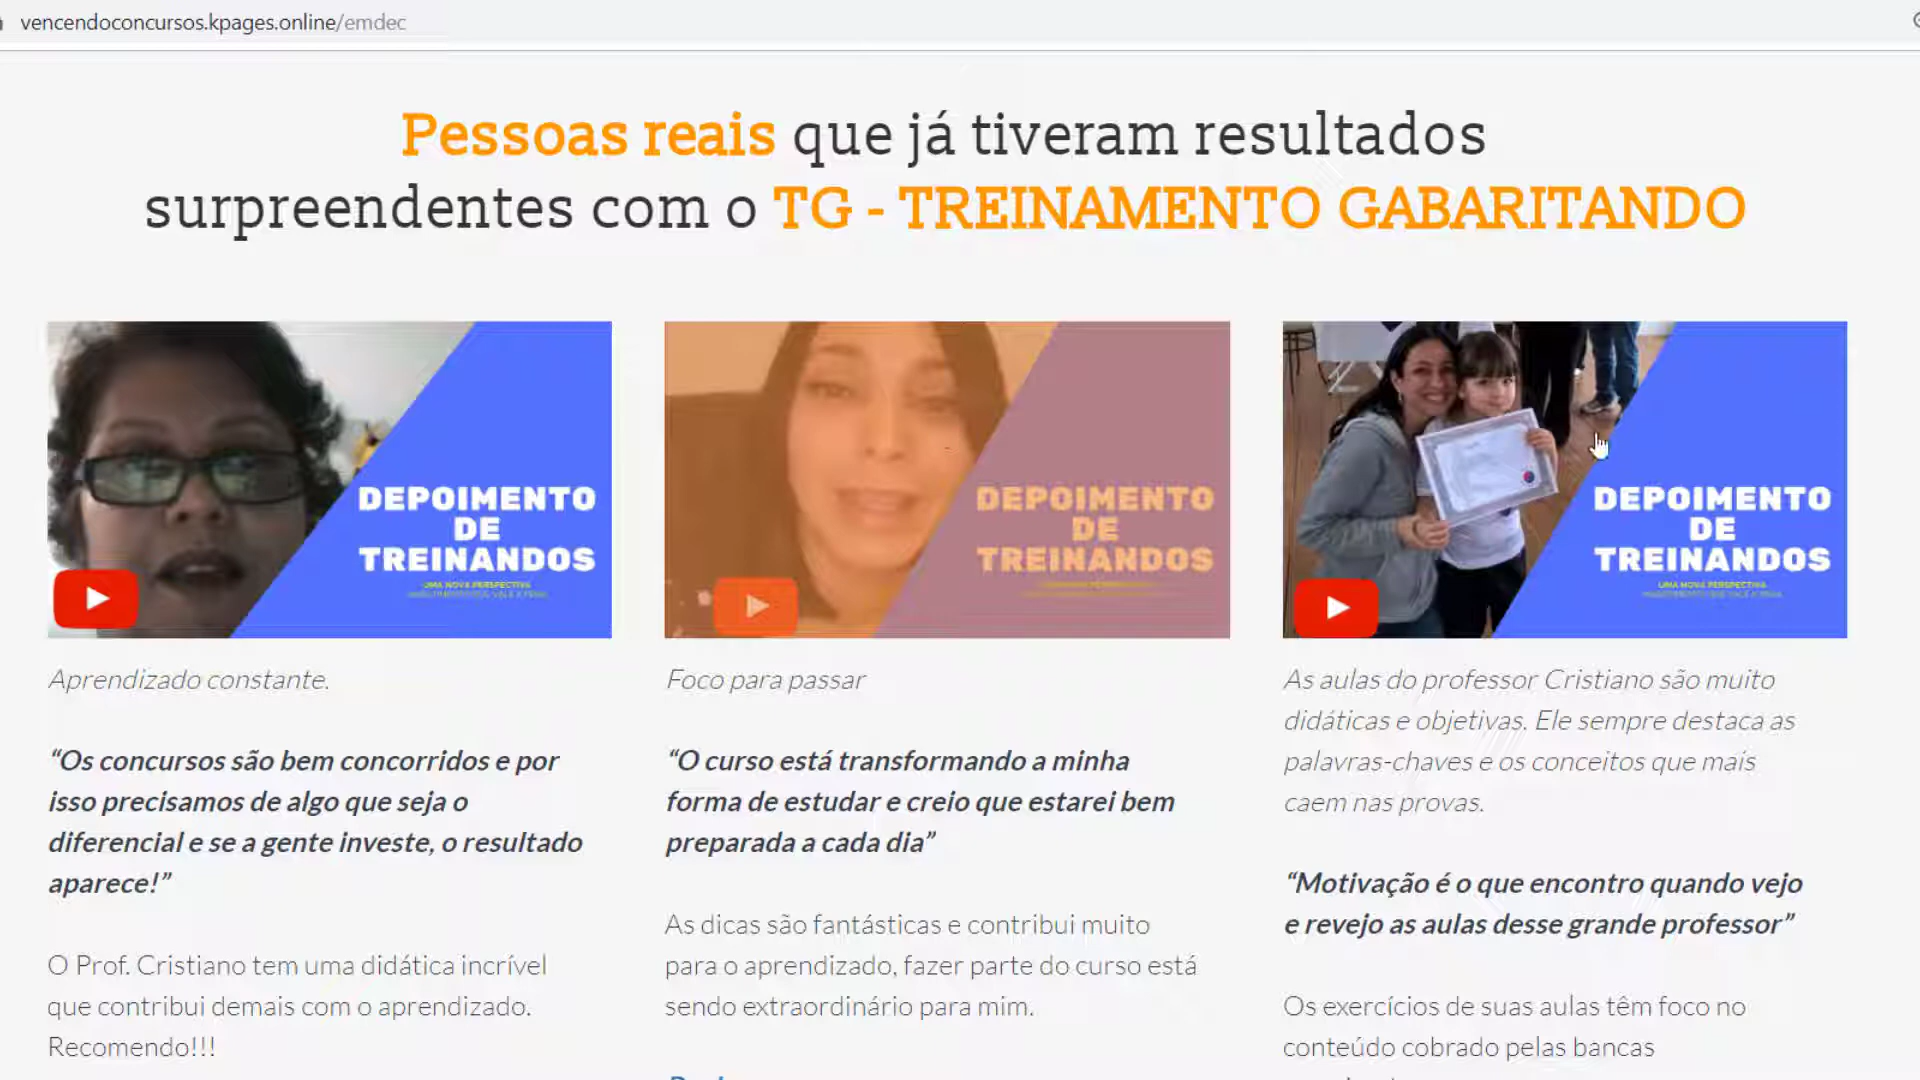 vencendoconcursos.kpages.online/emdec
Pessoas reais que já tiveram resultados
surpreendentes com o TG - TREINAMENTO GABARITANDO
DEPOIMENTO
DE
TREINANDOS
UMA NOVA PERSPECTIVA
DEPOIMENTO
DE
TREINANDOS
DEPOIMENTO
DE
TREINANDOS
UMA NOVA PERSPECTIVA
Aprendizado constante.
“Os concursos são bem concorridos e por
isso precisamos de algo que seja o
diferencial e se a gente investe, o resultado
aparece!”
O Prof. Cristiano tem uma didática incrível
que contribui demais com o aprendizado.
Recomendo!!!
Foco para passar
“O curso está transformando a minha
forma de estudar e creio que estarei bem
preparada a cada dia”
As dicas são fantásticas e contribui muito
para o aprendizado, fazer parte do curso está
sendo extraordinário para mim.
As aulas do professor Cristiano são muito
didáticas e objetivas. Ele sempre destaca as
palavras-chaves e os conceitos que mais
caem nas provas.
“Motivação é o que encontro quando vejo
e revejo as aulas desse grande professor”
Os exercícios de suas aulas têm foco no
conteúdo cobrado pelas bancas